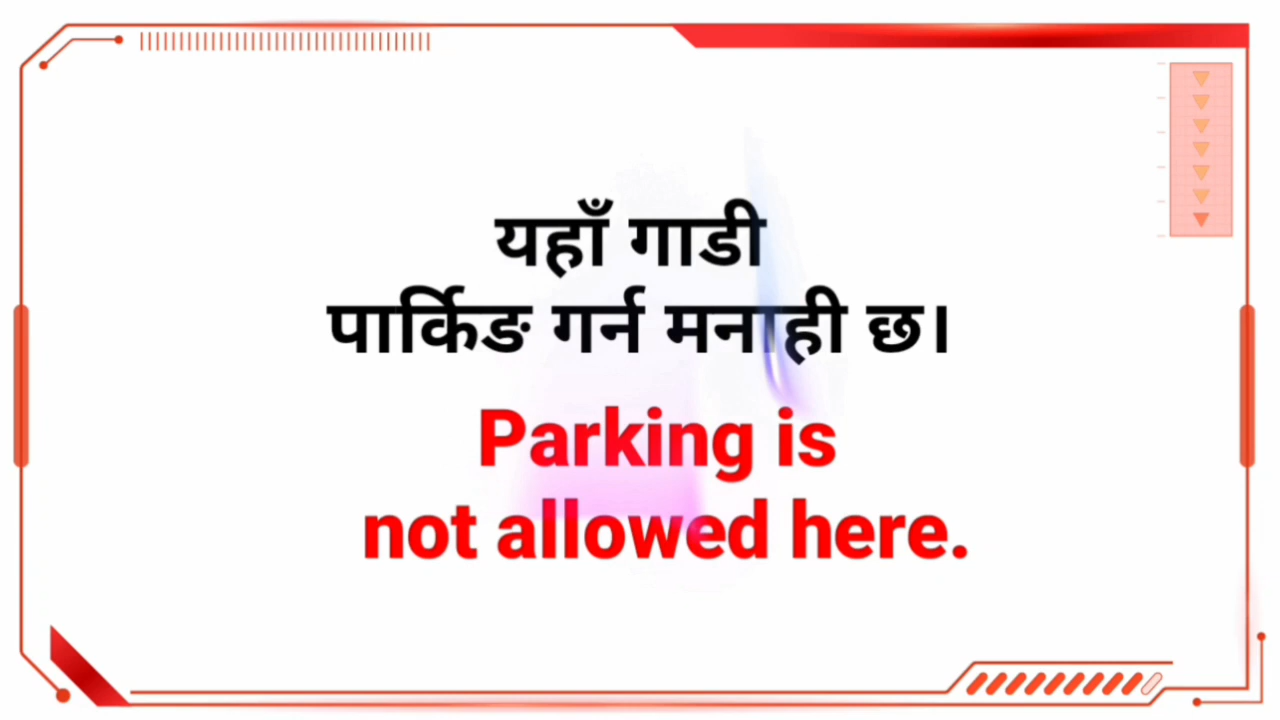 यहाँ गाडी
पार्किङ गर्न मनाही छ।
Parking is
not allowed here.